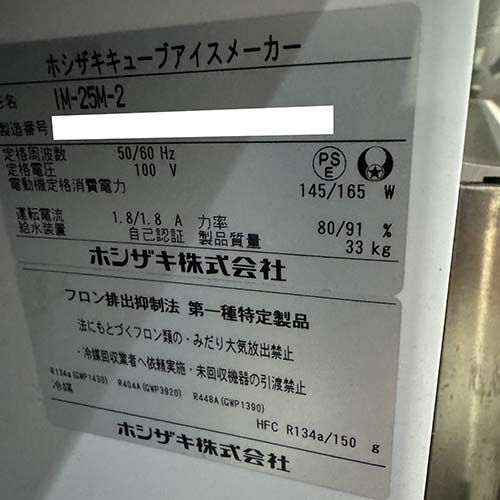 ホシザキキューブアイスメーカー
名 IM-25M-2
製造番号
定格周波数 50/60 Hz
定格電圧 100 V
電動機定格消費電力 145/165 W
PS
E
運転電流 1.8/1.8 A 力率 80/91 %
給水装置 自己認証 製品質量 33 kg
ホシザキ株式会社
フロン排出抑制法 第一種特定製品
法にもとづくフロン類の・みだり大気放出禁止
・冷媒回収業者へ依頼実施・未回収機器の引渡禁止
R134a(GWP1430) R404A(GWP3920) R448A(GWP1390)
冷媒 HFC R134a/150 g
ホシザキ株式会社